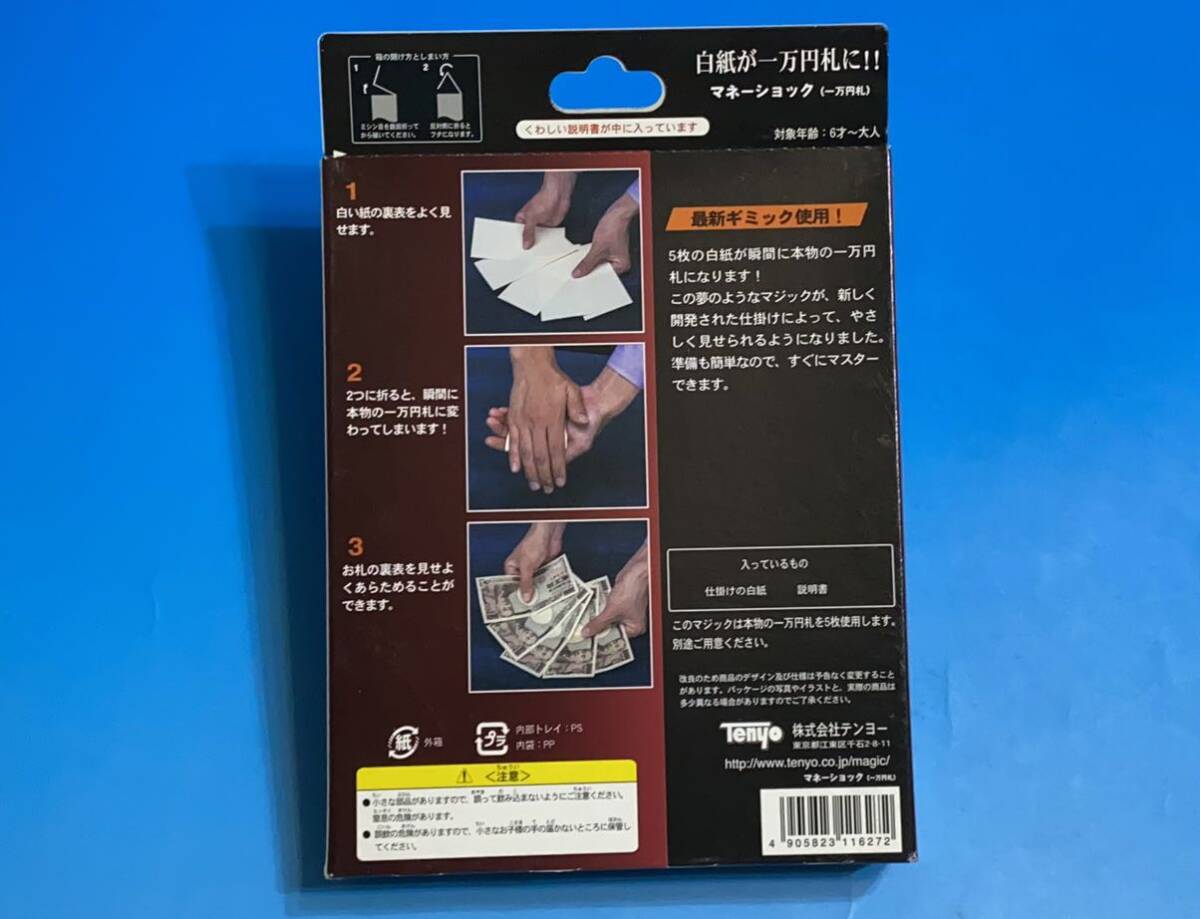 箱の開け方としまい方
1
2
ミシン目を数回折って
から開いてください。
反対側に折ると
フタになります。
白紙が一万円札に!!
マネーショック(一万円札)
くわしい説明書が中に入っています
対象年齢:6才〜大人
1
白い紙の裏表をよく見
せます。
2
2つに折ると、瞬間に
本物の一万円札に変
わってしまいます!
3
お札の裏表を見せよ
くあらためることが
できます。
最新ギミック使用!
5枚の白紙が瞬間に本物の一万円
札になります!
この夢のようなマジックが、新しく
開発された仕掛けによって、やさ
しく見せられるようになりました。
準備も簡単なので、すぐにマスター
できます。
入っているもの
仕掛けの白紙 説明書
このマジックは本物の一万円札を5枚使用します。
別途ご用意ください。
改良のため商品のデザイン及び仕様は予告なく変更すること
があります。パッケージの写真やイラストと、実際の商品は
多少異なる場合がありますのでご了承ください。
Tenyo 株式会社テンヨー
東京都江東区千石2-8-11
http://www.tenyo.co.jp/magic/
マネーショック(一万円札)
4 905823 116272
紙 外箱
プラ 内部トレイ:PS
内袋:PP
ちゅうい
<注意>
●小さな部品がありますので、誤って飲み込まないようにご注意ください。
窒息の危険があります。
●誤飲の危険がありますので、小さなお子様の手の届かないところに保管し
てください。